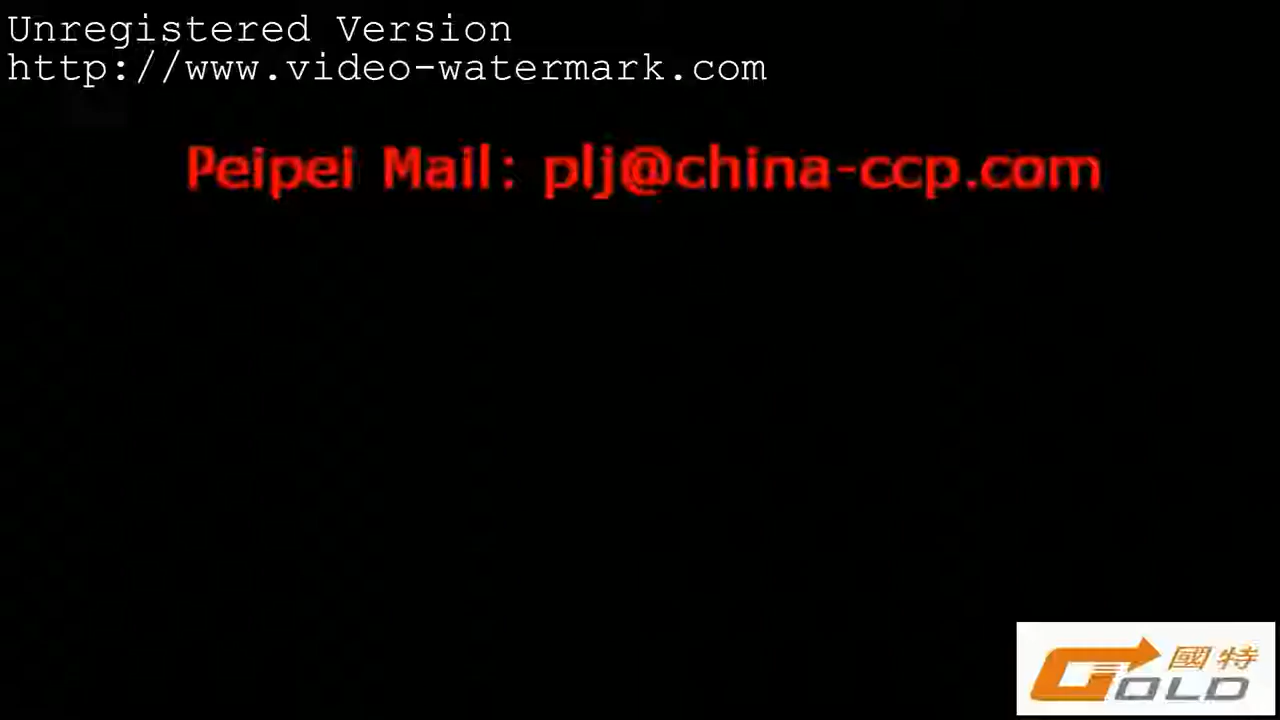 Unregistered Version
http://www.video-watermark.com
Peipei Mail: plj@china-ccp.com
國特
GOLD